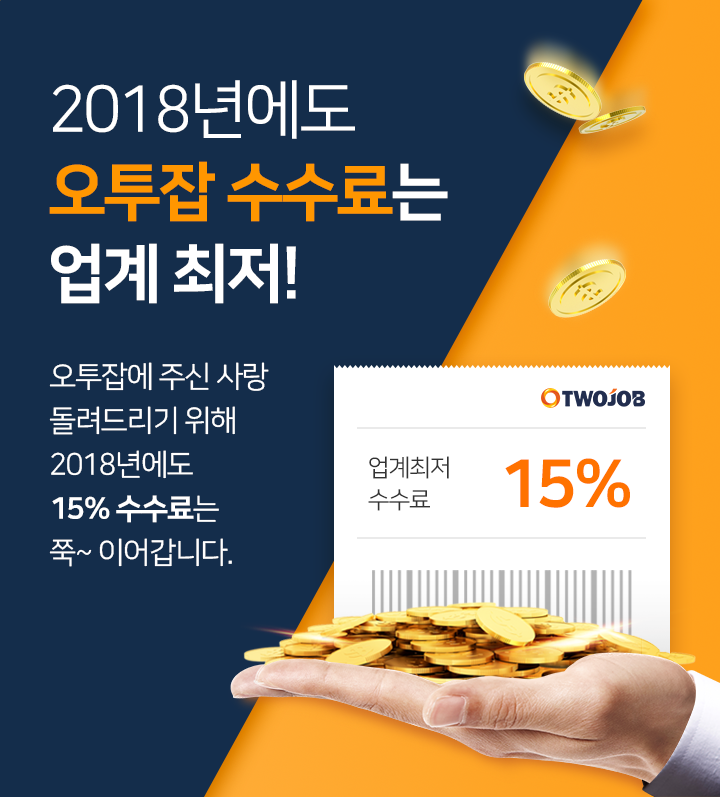 2018년에도
오투잡 수수료는
업계 최저!
오투잡에 주신 사랑
돌려드리기 위해
2018년에도
15% 수수료는
쭉~ 이어갑니다.
OTWOJOB
업계최저
수수료
15%